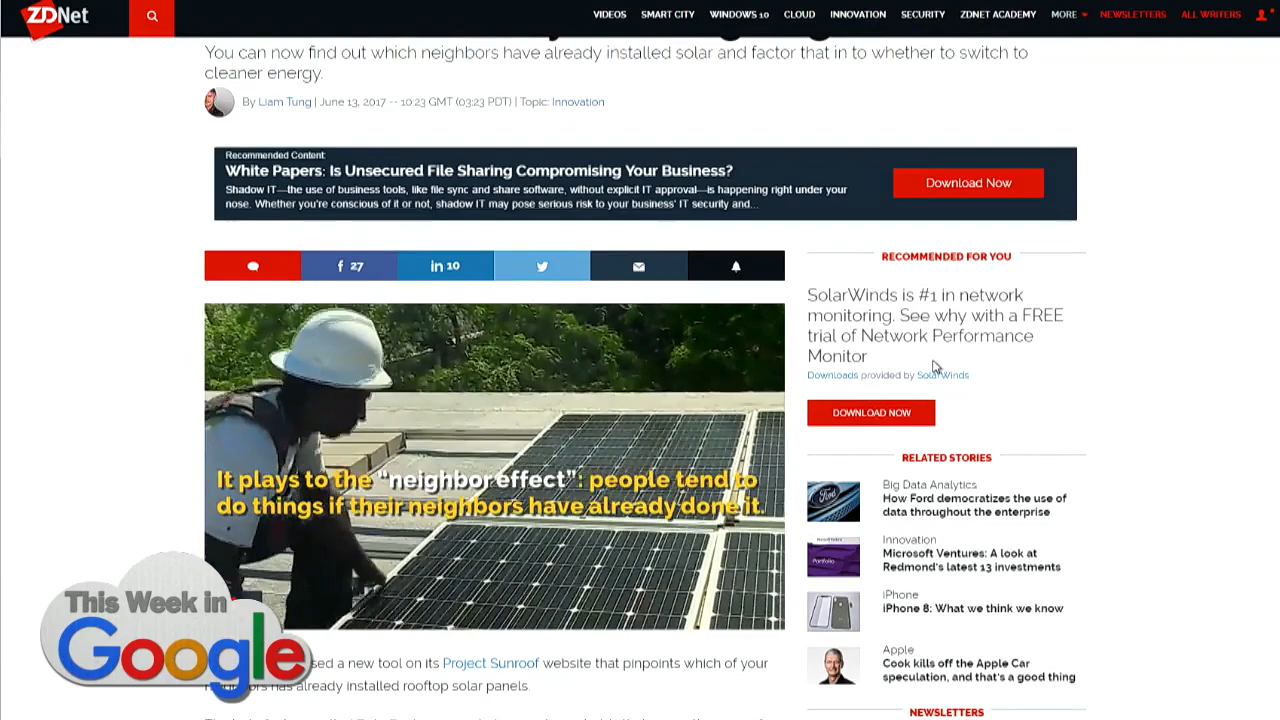 ZDNet
VIDEOS SMART CITY WINDOWS 10 CLOUD INNOVATION SECURITY ZDNET ACADEMY MORE NEWSLETTERS ALL WRITERS
You can now find out which neighbors have already installed solar and factor that in to whether to switch to
cleaner energy.
By Liam Tung | June 13, 2017 -- 10:23 GMT (03:23 PDT) | Topic: Innovation
Recommended Content:
White Papers: Is Unsecured File Sharing Compromising Your Business?
Shadow IT—the use of business tools, like file sync and share software, without explicit IT approval—is happening right under your
nose. Whether you're conscious of it or not, shadow IT may pose serious risk to your business' IT security and...
Download Now
f 27
in 10
It plays to the "neighbor effect": people tend to
do things if their neighbors have already done it.
sed a new tool on its Project Sunroof website that pinpoints which of your
has already installed rooftop solar panels.
This Week in
Google
RECOMMENDED FOR YOU
SolarWinds is #1 in network
monitoring. See why with a FREE
trial of Network Performance
Monitor
Downloads provided by SolarWinds
DOWNLOAD NOW
RELATED STORIES
Big Data Analytics
How Ford democratizes the use of
data throughout the enterprise
Innovation
Microsoft Ventures: A look at
Redmond's latest 13 investments
iPhone
iPhone 8: What we think we know
Apple
Cook kills off the Apple Car
speculation, and that's a good thing
NEWSLETTERS